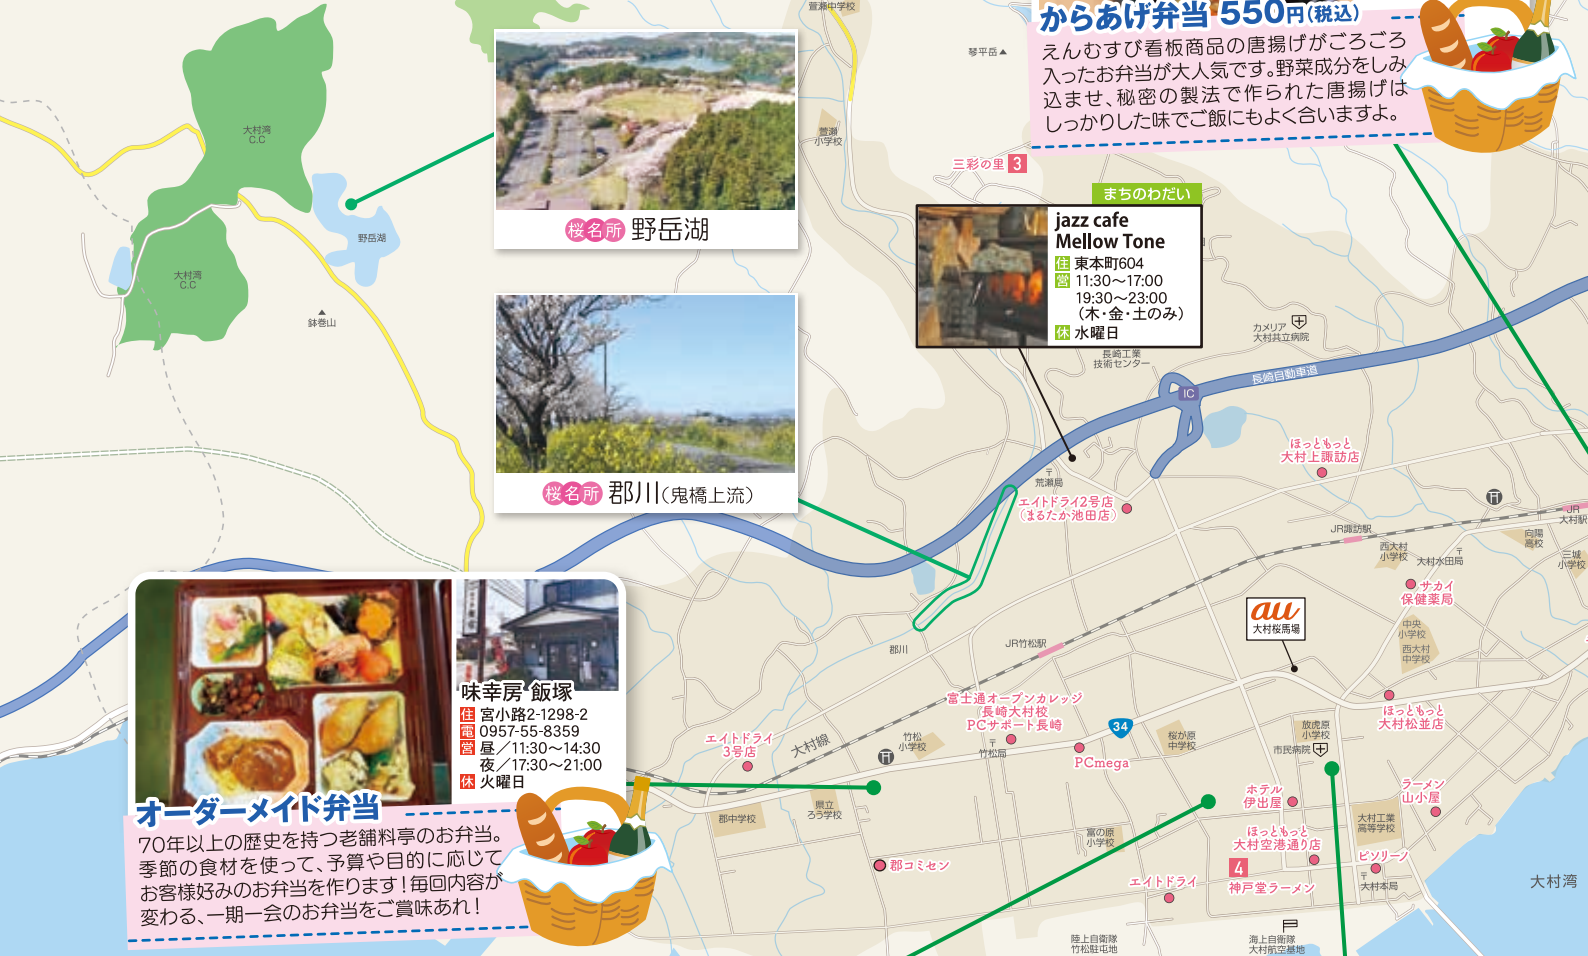 萱瀬中学校
からあげ弁当 550円(税込)
えんむすび看板商品の唐揚げがごろごろ
入ったお弁当が大人気です。野菜成分をしみ
込ませ、秘密の製法で作られた唐揚げは
しっかりした味でご飯にもよく合いますよ。
琴平岳
大村湾
C.C
萱瀬
小学校
三彩の里 3
桜名所 野岳湖
野岳湖
大村湾
C.C
鉢巻山
まちのわだい
jazz cafe
Mellow Tone
住 東本町604
営 11:30〜17:00
19:30〜23:00
(木・金・土のみ)
休 水曜日
カメリア
大村共立病院
長崎工業
技術センター
長崎自動車道
IC
桜名所 郡川(鬼橋上流)
ほっともっと
大村上諏訪店
〒
荒瀬局
エイトドライ2号店
(まるたか池田店)
JR諏訪駅
JR
大村駅
向陽
高校
三城
小学校
西大村
小学校
〒
大村水田局
サカイ
保健薬局
au
大村桜馬場
中央
小学校
西大村
中学校
郡川
JR竹松駅
味幸房 飯塚
住 宮小路2-1298-2
電 0957-55-8359
営 昼/11:30〜14:30
夜/17:30〜21:00
休 火曜日
オーダーメイド弁当
70年以上の歴史を持つ老舗料亭のお弁当。
季節の食材を使って、予算や目的に応じて
お客様好みのお弁当を作ります!毎回内容が
変わる、一期一会のお弁当をご賞味あれ!
富士通オープンカレッジ
長崎大村校
PCサポート長崎
〒
竹松局
34
PCmega
桜が原
中学校
放虎原
小学校
市民病院
ほっともっと
大村松並店
エイトドライ
3号店
大村線
竹松
小学校
県立
ろう学校
郡中学校
郡コミセン
富の原
小学校
エイトドライ
ホテル
伊出屋
ほっともっと
大村空港通り店
4
神戸堂ラーメン
大村工業
高等学校
ラーメン
山小屋
ピソリーノ
〒
大村本局
大村湾
陸上自衛隊
竹松駐屯地
海上自衛隊
大村航空基地